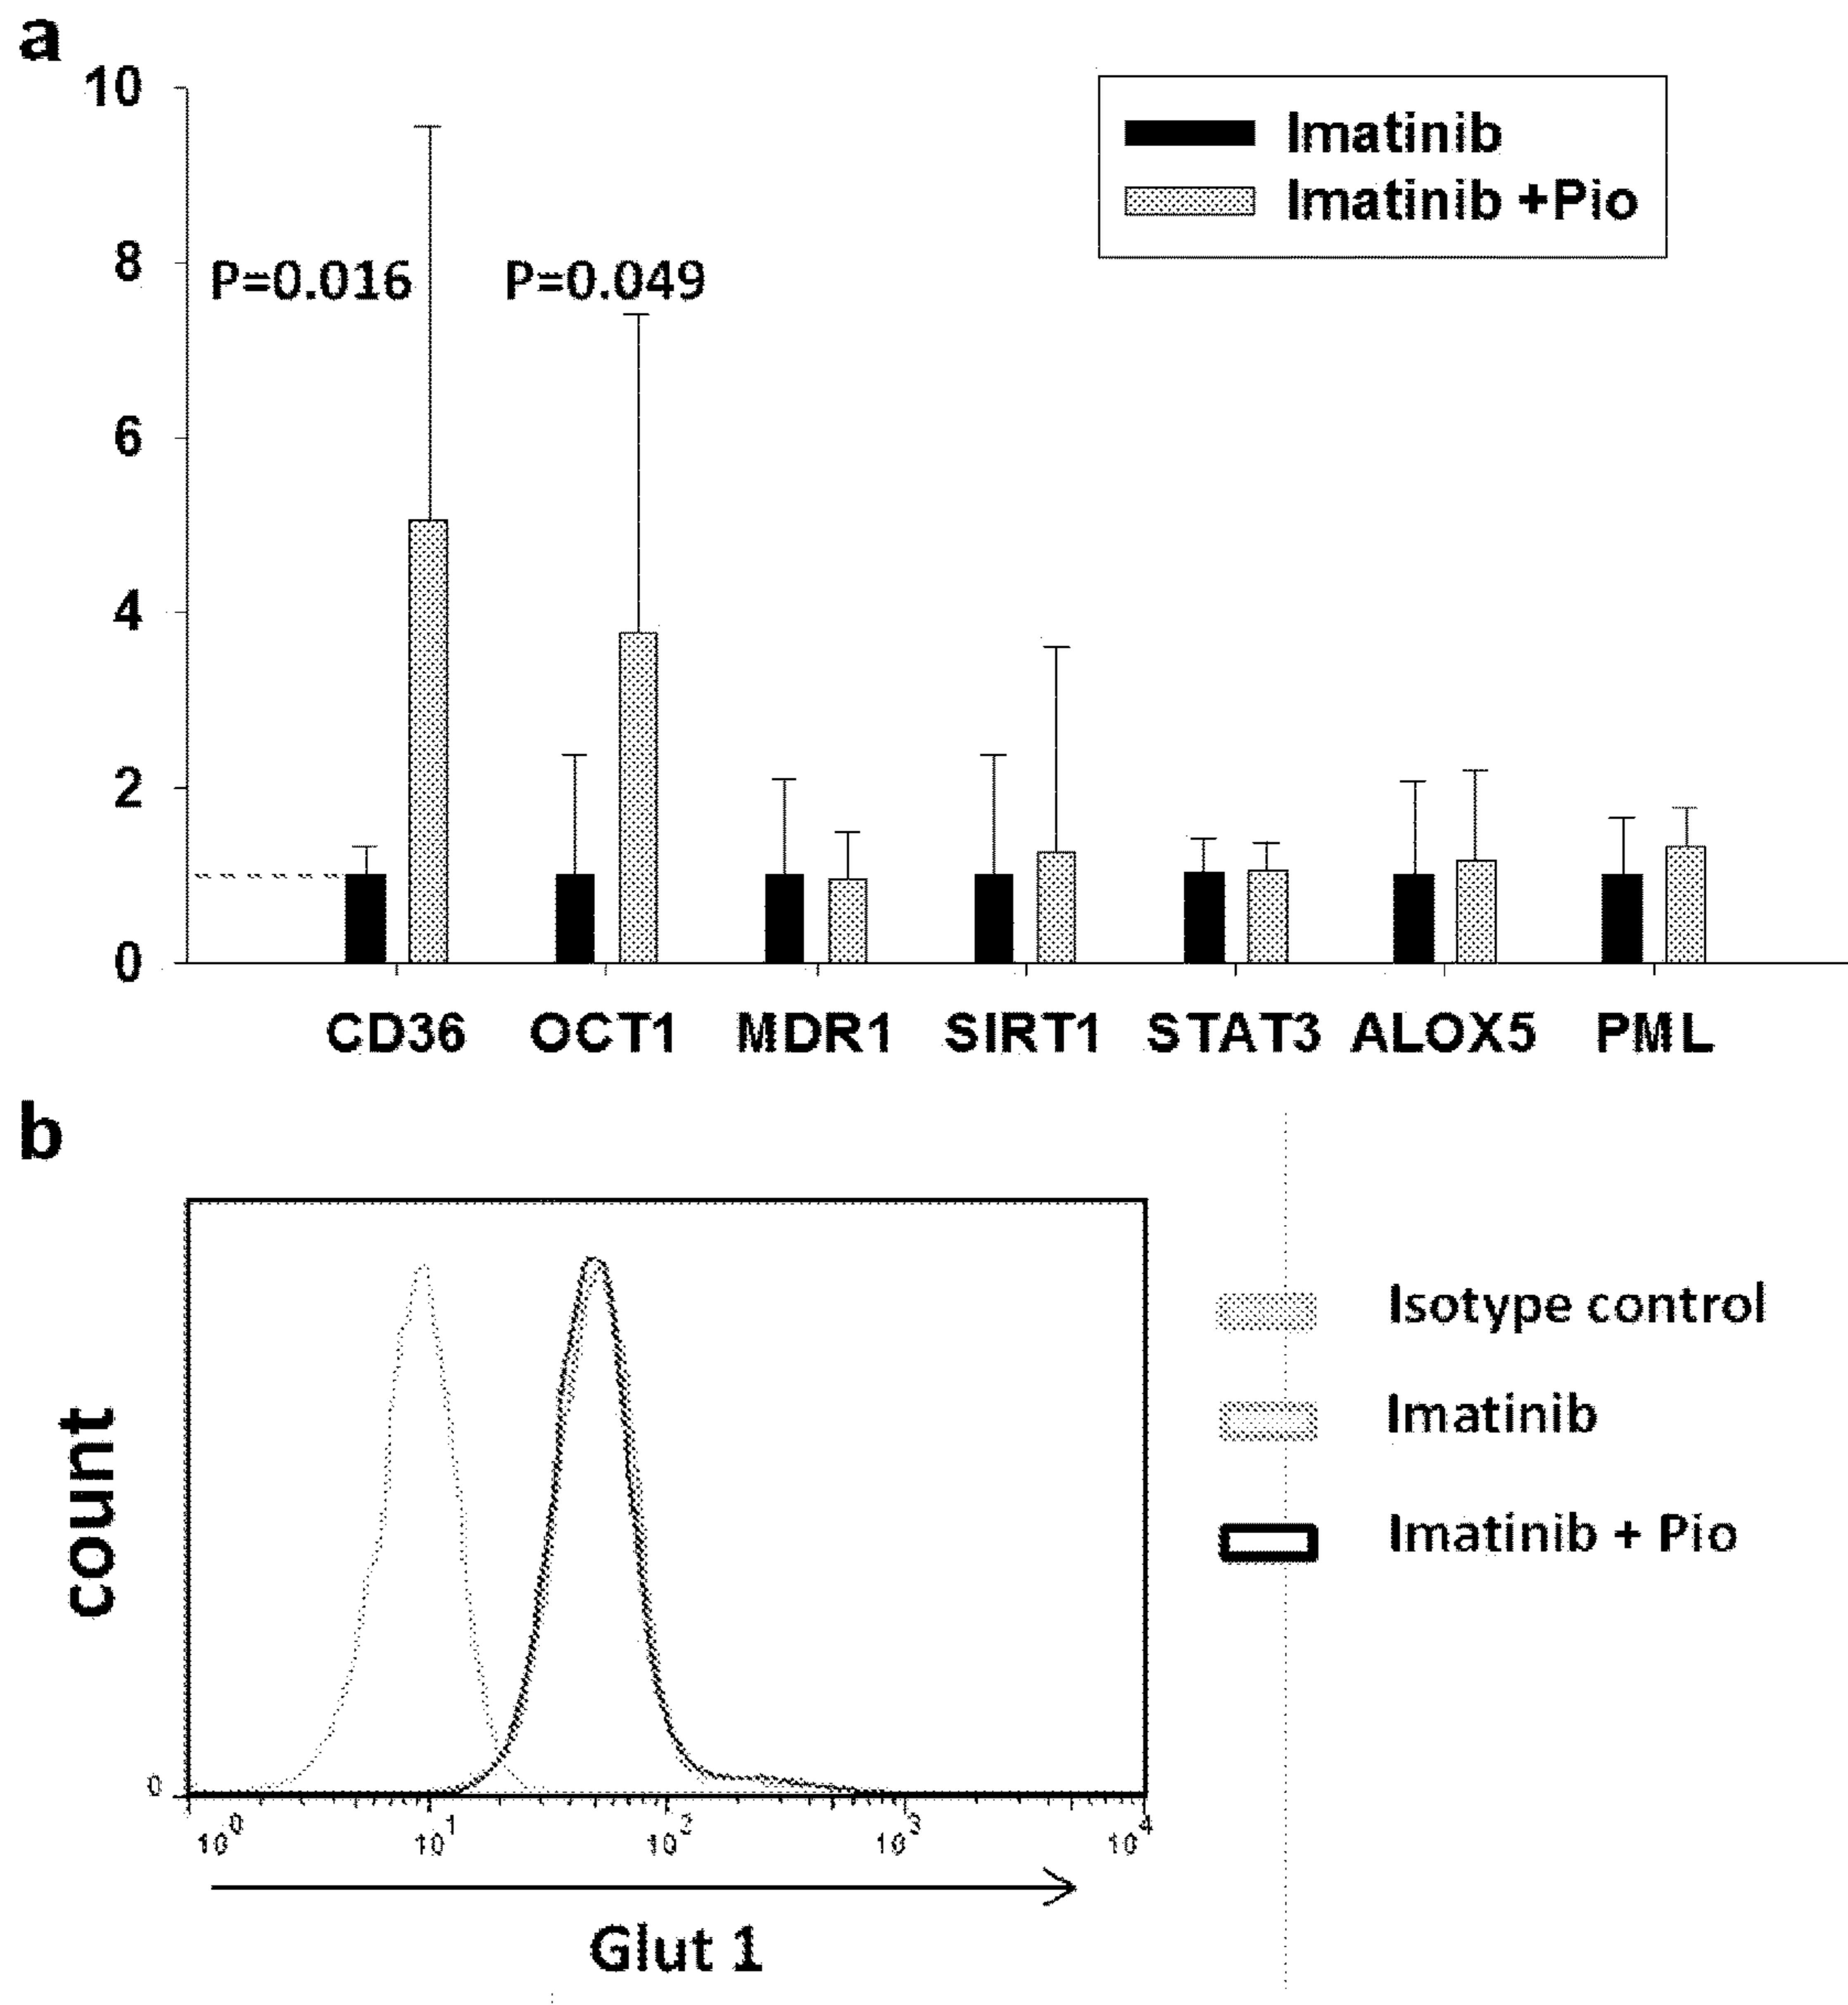 a
10
8
6
4
2
0
Imatinib
Imatinib +Pio
P=0.016
P=0.049
CD36
OCT1
MDR1
SIRT1
STAT3
ALOX5
PML
b
count
0
10^0
10^1
10^2
10^3
10^4
Glut 1
Isotype control
Imatinib
Imatinib + Pio